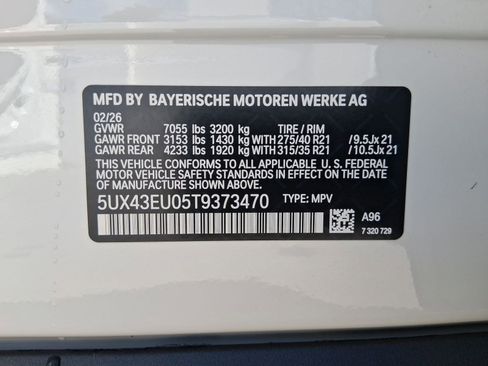 MFD BY BAYERISCHE MOTOREN WERKE AG
02/26
GVWR 7055 lbs 3200 kg TIRE / RIM
GAWR FRONT 3153 lbs 1430 kg WITH 275/40 R21 /9.5Jx 21
GAWR REAR 4233 lbs 1920 kg WITH 315/35 R21 /10.5Jx 21
THIS VEHICLE CONFORMS TO ALL APPLICABLE U. S. FEDERAL
MOTOR VEHICLE SAFETY STANDARDS IN EFFECT ON THE DATE
OF MANUFACTURE SHOWN ABOVE.
5UX43EU05T9373470 TYPE: MPV
A96
7 320 729